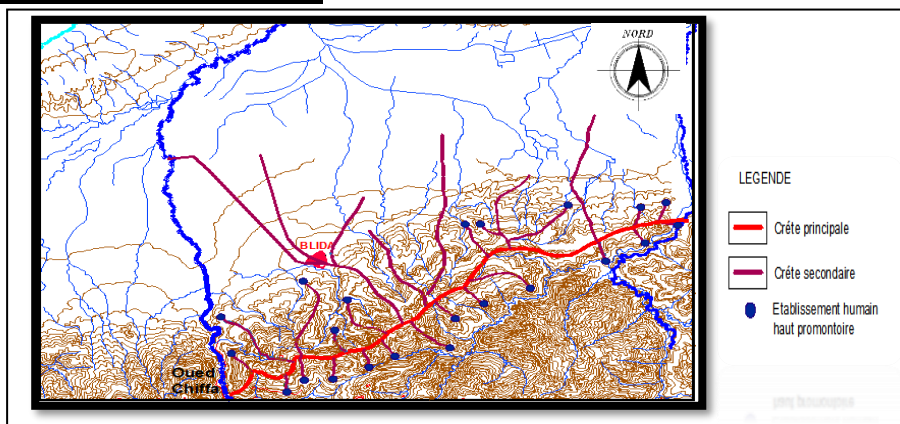 NORD
BLIDA
Oued
Chiffa
LEGENDE
Crête principale
Crête secondaire
Etablissement humain
haut promontoire